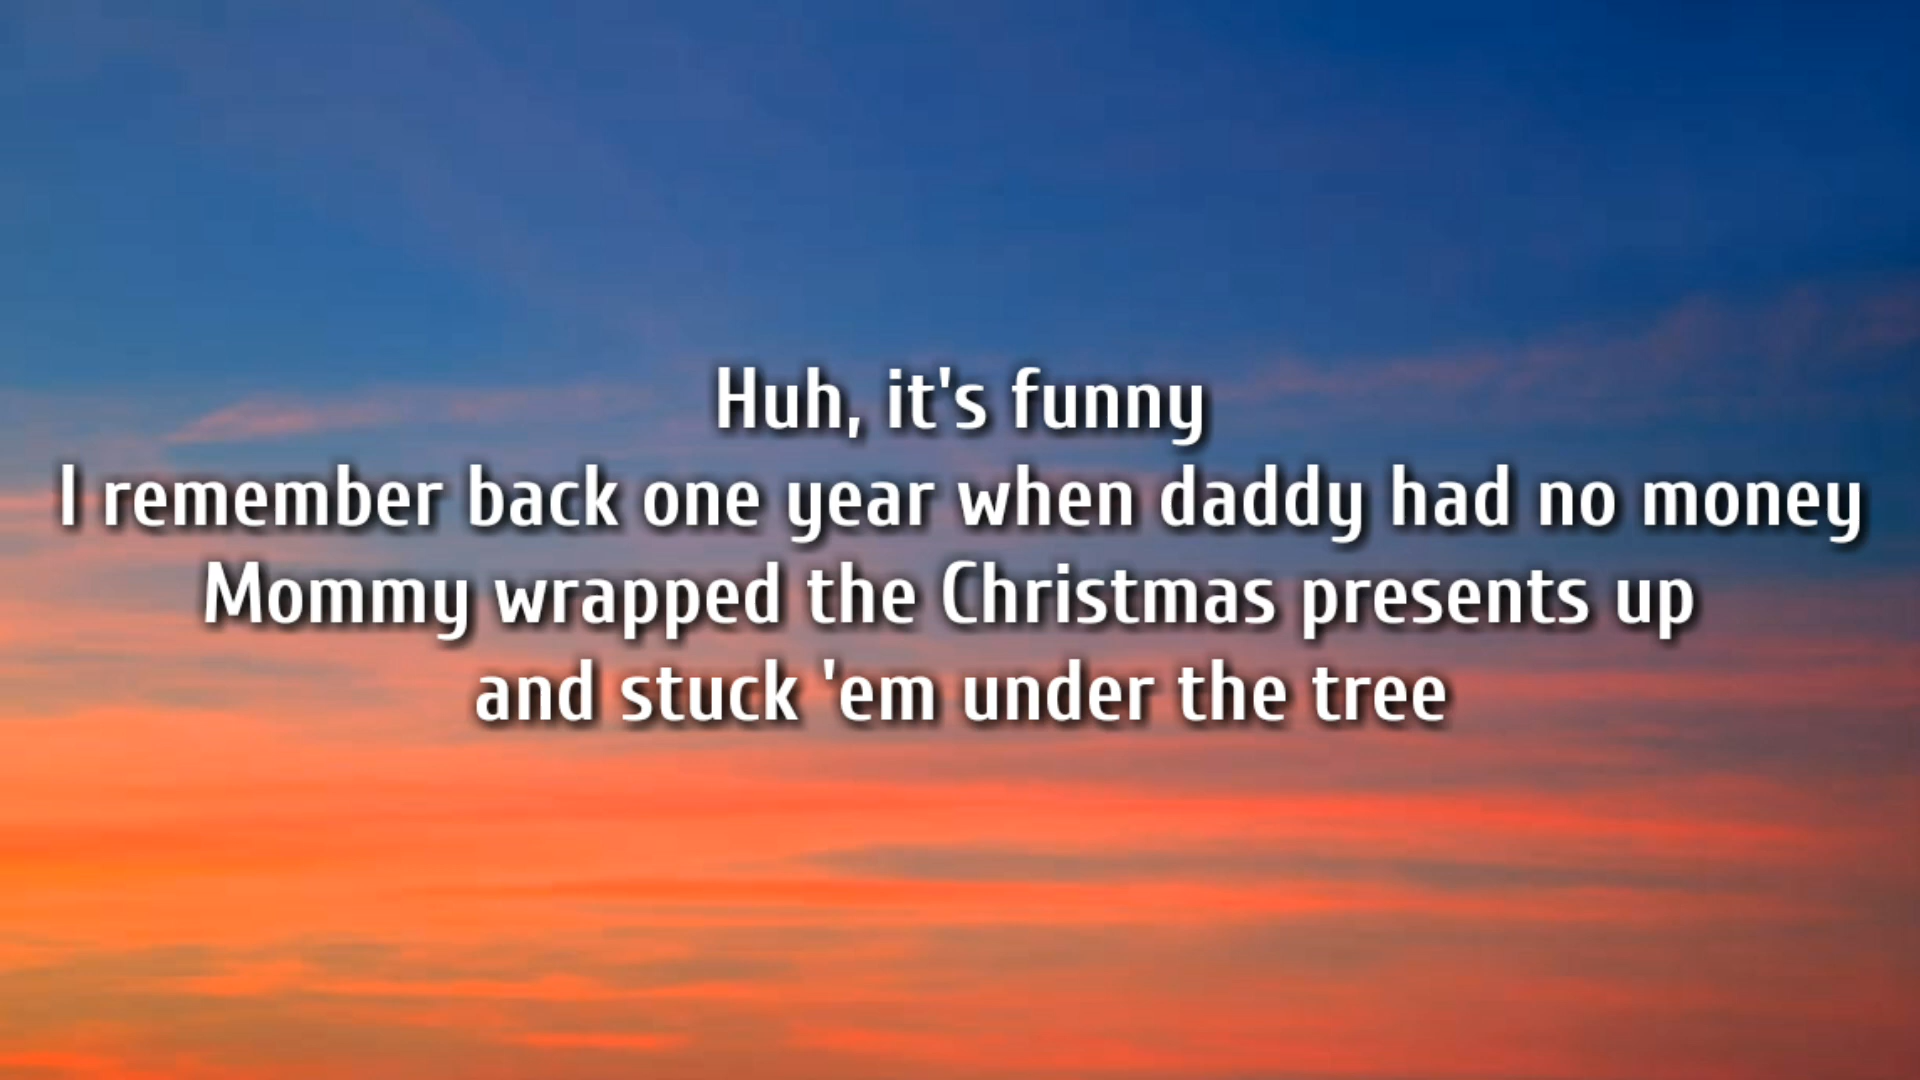 Huh, it's funny
I remember back one year when daddy had no money
Mommy wrapped the Christmas presents up
and stuck 'em under the tree